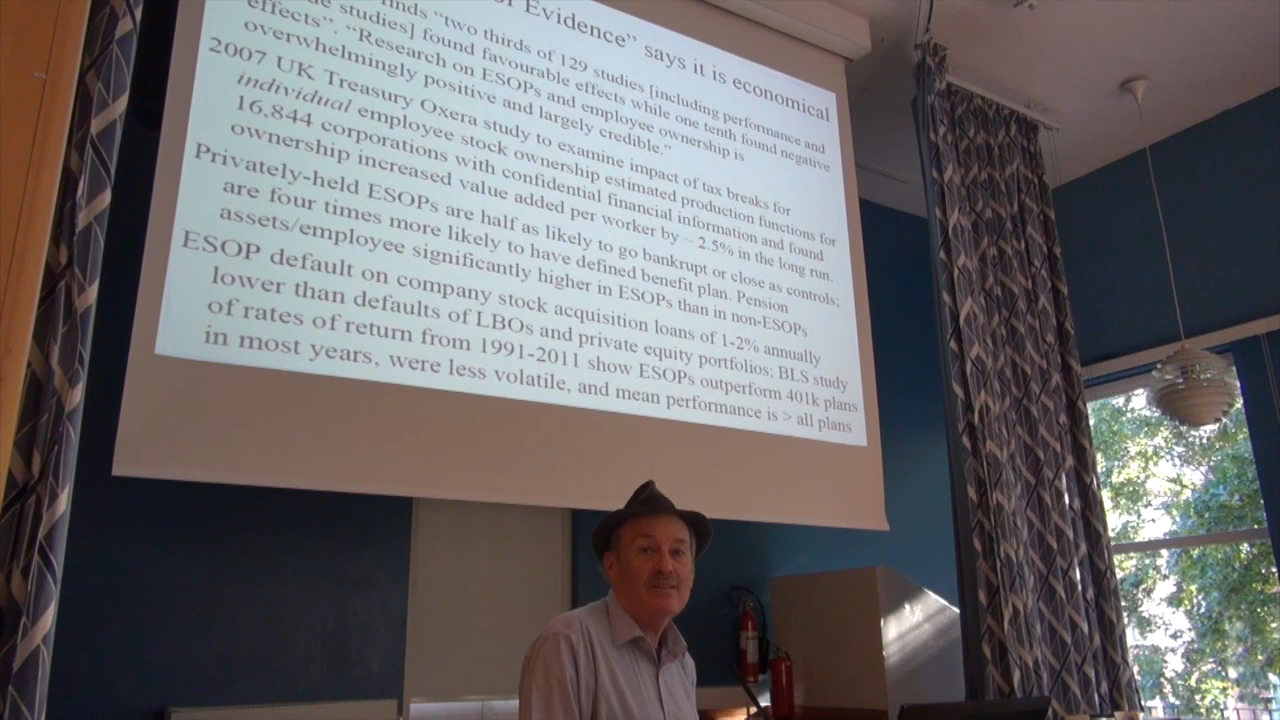 Evidence" says it is economical
finds "two thirds of 129 studies [including performance and
studies] found favourable effects while one tenth found negative
effects". "Research on ESOPs and employee ownership is
overwhelmingly positive and largely credible."
2007 UK Treasury Oxera study to examine impact of tax breaks for
individual employee stock ownership estimated production functions for
16,844 corporations with confidential financial information and found
ownership increased value added per worker by ~ 2.5% in the long run.
Privately-held ESOPs are half as likely to go bankrupt or close as controls;
are four times more likely to have defined benefit plan. Pension
assets/employee significantly higher in ESOPs than in non-ESOPs
ESOP default on company stock acquisition loans of 1-2% annually
lower than defaults of LBOs and private equity portfolios; BLS study
of rates of return from 1991-2011 show ESOPs outperform 401k plans
in most years, were less volatile, and mean performance is > all plans